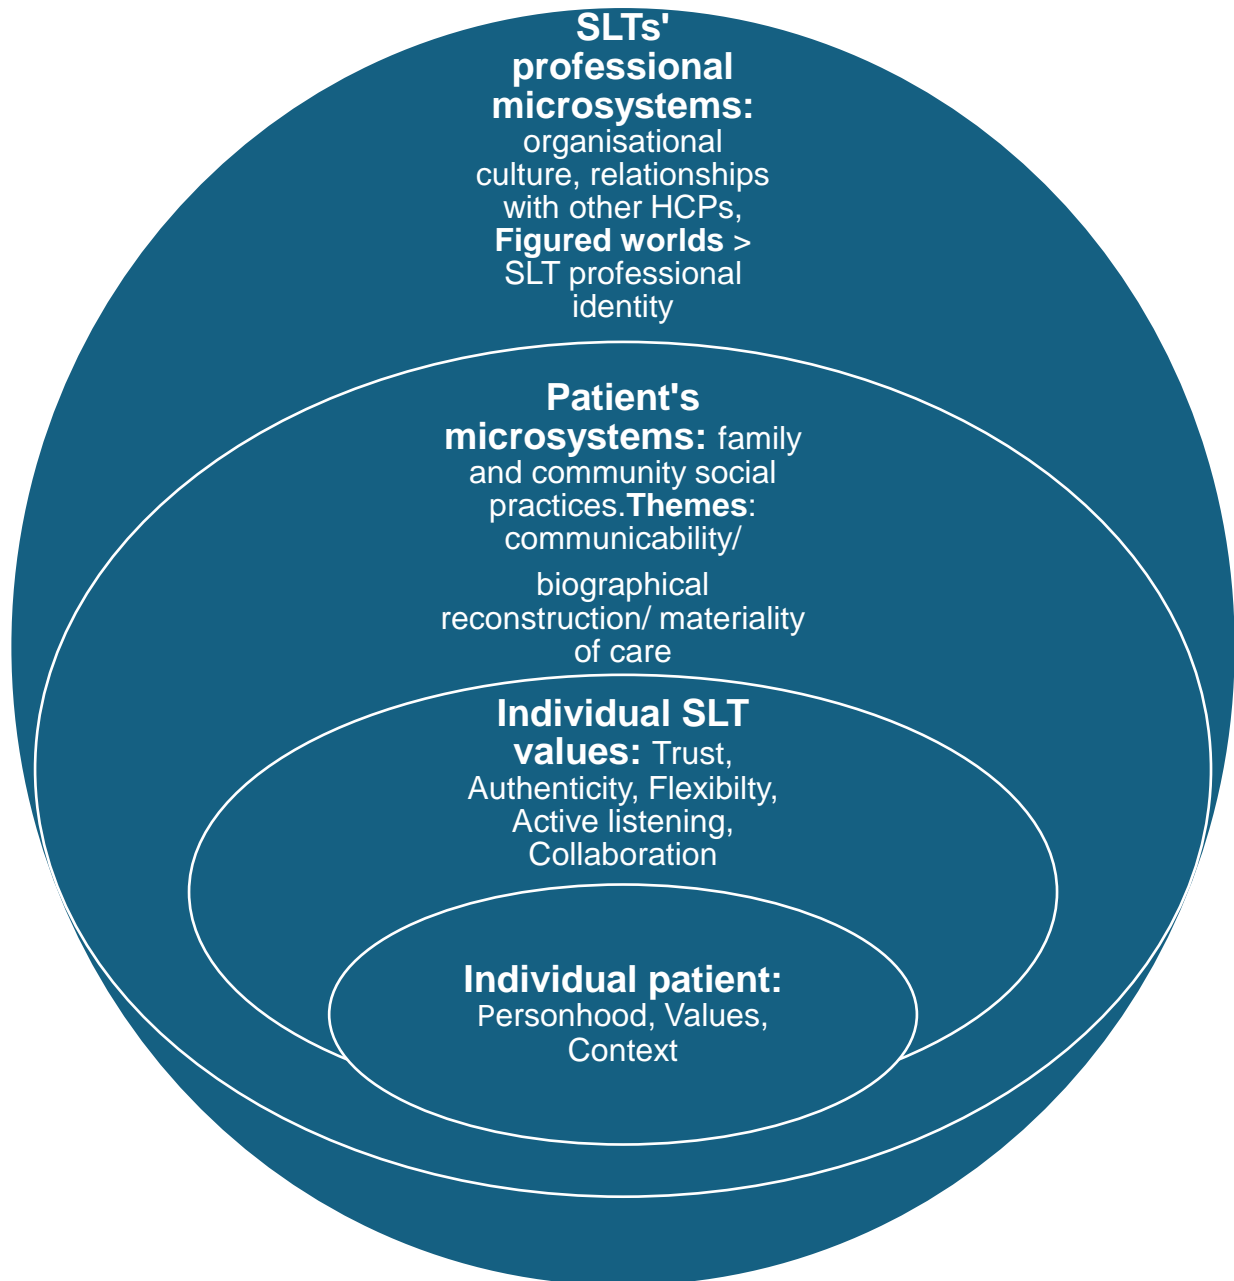 SLTs'
professional
microsystems:
organisational
culture, relationships
with other HCPs,
Figured worlds >
SLT professional
identity
Patient's
microsystems: family
and community social
practices.Themes:
communicability/
biographical
reconstruction/ materiality
of care
Individual SLT
values: Trust,
Authenticity, Flexibilty,
Active listening,
Collaboration
Individual patient:
Personhood, Values,
Context